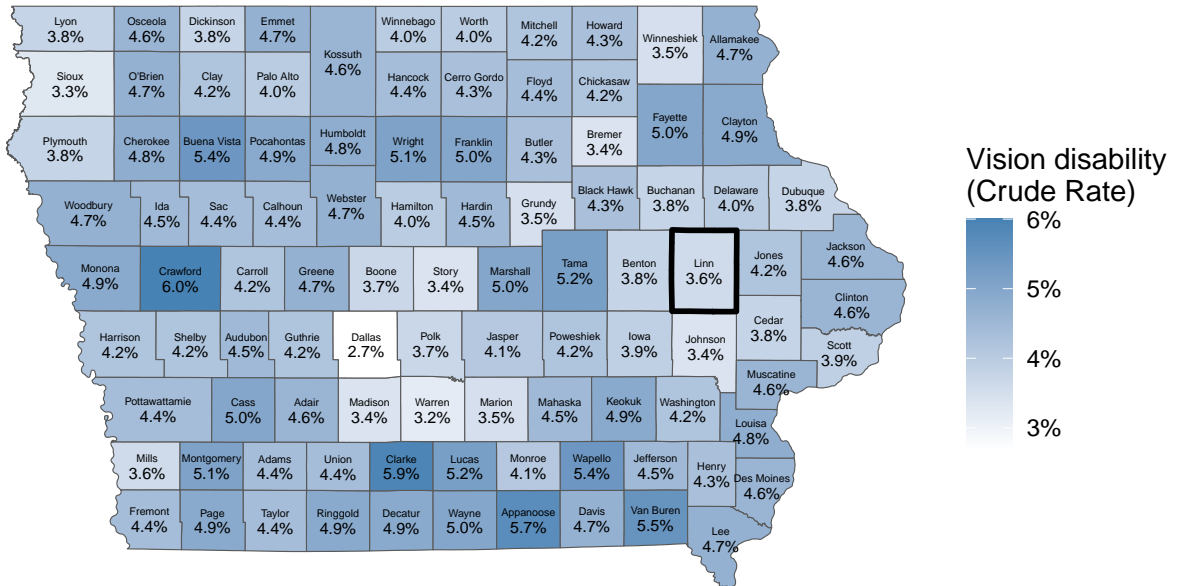 Lyon
3.8%
Osceola
4.6%
Dickinson
3.8%
Emmet
4.7%
Winnebago
4.0%
Worth
4.0%
Mitchell
4.2%
Howard
4.3%
Winneshiek
3.5%
Allamakee
4.7%
Kossuth
4.6%
Sioux
3.3%
O'Brien
4.7%
Clay
4.2%
Palo Alto
4.0%
Hancock
4.4%
Cerro Gordo
4.3%
Floyd
4.4%
Chickasaw
4.2%
Fayette
5.0%
Clayton
4.9%
Plymouth
3.8%
Cherokee
4.8%
Buena Vista
5.4%
Pocahontas
4.9%
Humboldt
4.8%
Wright
5.1%
Franklin
5.0%
Butler
4.3%
Bremer
3.4%
Woodbury
4.7%
Ida
4.5%
Sac
4.4%
Calhoun
4.4%
Webster
4.7%
Hamilton
4.0%
Hardin
4.5%
Grundy
3.5%
Black Hawk
4.3%
Buchanan
3.8%
Delaware
4.0%
Dubuque
3.8%
Monona
4.9%
Crawford
6.0%
Carroll
4.2%
Greene
4.7%
Boone
3.7%
Story
3.4%
Marshall
5.0%
Tama
5.2%
Benton
3.8%
Linn
3.6%
Jones
4.2%
Jackson
4.6%
Clinton
4.6%
Harrison
4.2%
Shelby
4.2%
Audubon
4.5%
Guthrie
4.2%
Dallas
2.7%
Polk
3.7%
Jasper
4.1%
Poweshiek
4.2%
Iowa
3.9%
Johnson
3.4%
Cedar
3.8%
Scott
3.9%
Muscatine
4.6%
Pottawattamie
4.4%
Cass
5.0%
Adair
4.6%
Madison
3.4%
Warren
3.2%
Marion
3.5%
Mahaska
4.5%
Keokuk
4.9%
Washington
4.2%
Louisa
4.8%
Mills
3.6%
Montgomery
5.1%
Adams
4.4%
Union
4.4%
Clarke
5.9%
Lucas
5.2%
Monroe
4.1%
Wapello
5.4%
Jefferson
4.5%
Henry
4.3%
Des Moines
4.6%
Fremont
4.4%
Page
4.9%
Taylor
4.4%
Ringgold
4.9%
Decatur
4.9%
Wayne
5.0%
Appanoose
5.7%
Davis
4.7%
Van Buren
5.5%
Lee
4.7%
Vision disability
(Crude Rate)
6%
5%
4%
3%